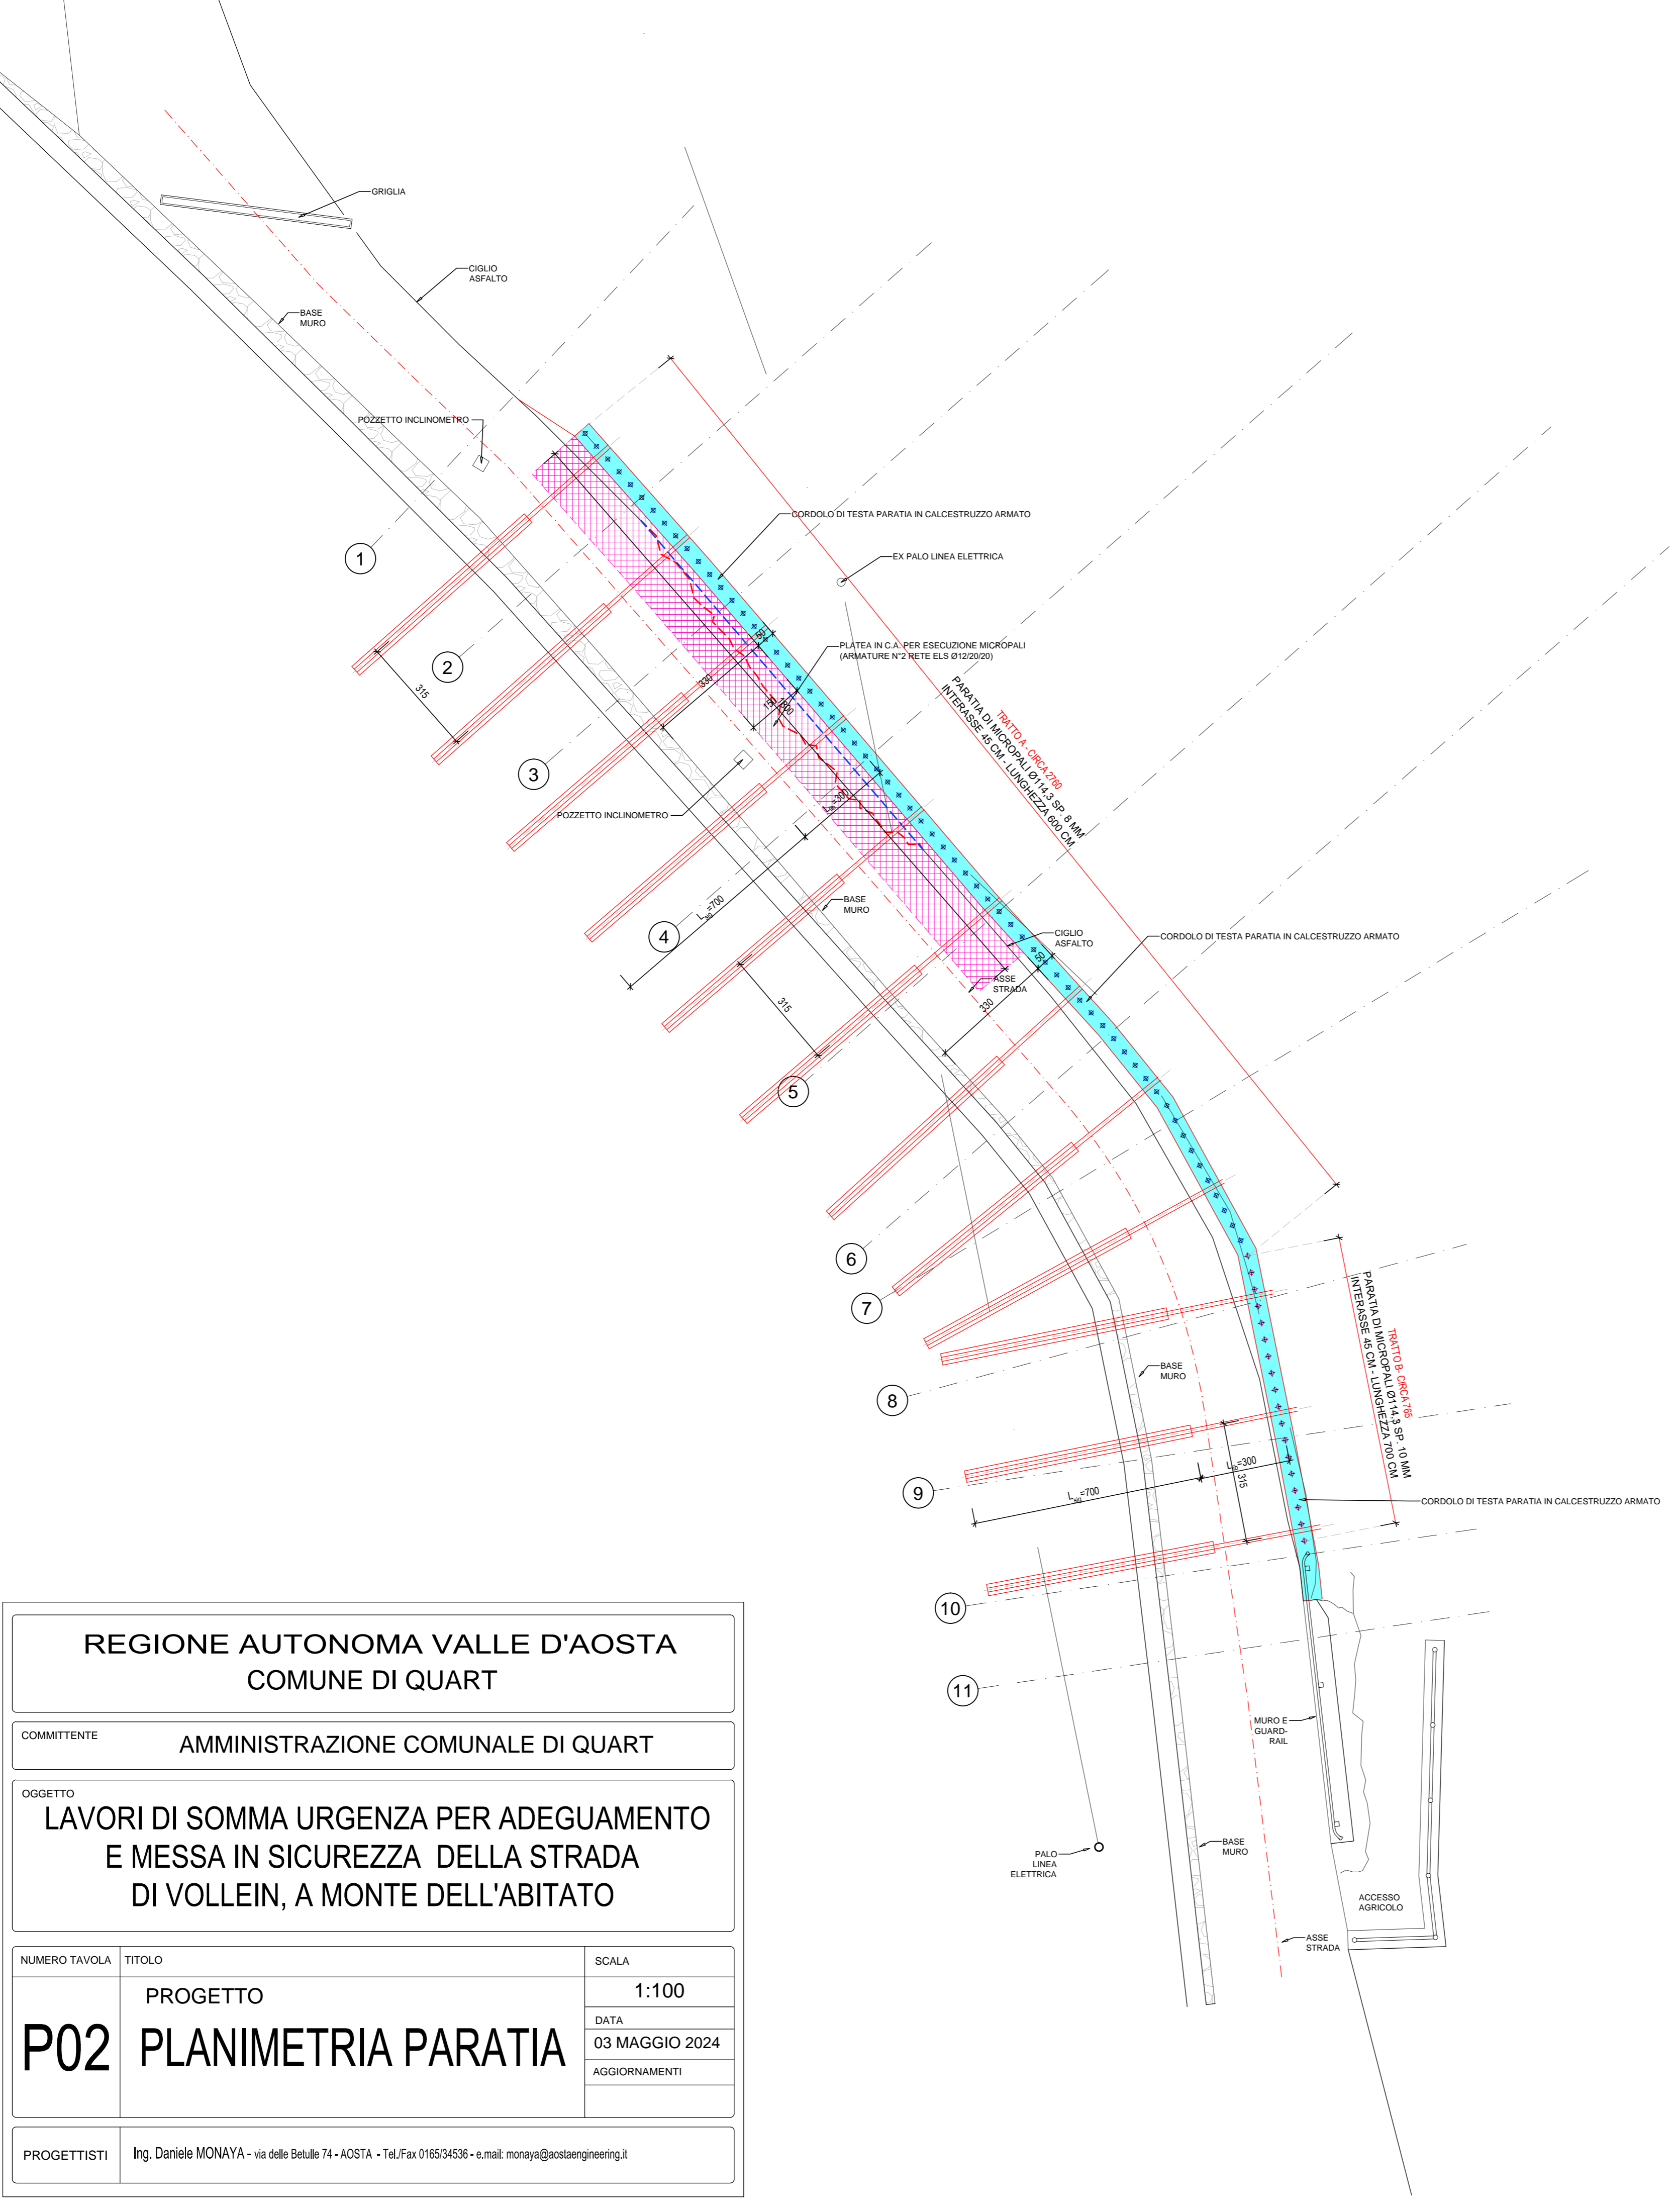 GRIGLIA
CIGLIO
ASFALTO
BASE
MURO
POZZETTO INCLINOMETRO
CORDOLO DI TESTA PARATIA IN CALCESTRUZZO ARMATO
EX PALO LINEA ELETTRICA
1
50
PLATEA IN C.A. PER ESECUZIONE MICROPALI
(ARMATURE N°2 RETE ELS Ø12/20/20)
2
315
330
1800
TRATTO A - CIRCA 2760
PARATIA DI MICROPALI Ø114,3 SP. 8 MM
INTERASSE 45 CM - LUNGHEZZA 600 CM
3
POZZETTO INCLINOMETRO
=300
BASE
MURO
=700
4
CIGLIO
ASFALTO
CORDOLO DI TESTA PARATIA IN CALCESTRUZZO ARMATO
50
ASSE
STRADA
315
330
5
6
7
TRATTO B- CIRCA 765
PARATIA DI MICROPALI Ø114,3 SP. 10 MM
INTERASSE 45 CM - LUNGHEZZA 700 CM
BASE
MURO
8
=300
315
9
=700
CORDOLO DI TESTA PARATIA IN CALCESTRUZZO ARMATO
10
11
MURO E
GUARD-
RAIL
PALO
LINEA
ELETTRICA
BASE
MURO
ACCESSO
AGRICOLO
ASSE
STRADA
REGIONE AUTONOMA VALLE D'AOSTA
COMUNE DI QUART
COMMITTENTE
AMMINISTRAZIONE COMUNALE DI QUART
OGGETTO
LAVORI DI SOMMA URGENZA PER ADEGUAMENTO
E MESSA IN SICUREZZA DELLA STRADA
DI VOLLEIN, A MONTE DELL'ABITATO
NUMERO TAVOLA
TITOLO
SCALA
P02
PROGETTO
PLANIMETRIA PARATIA
1:100
DATA
03 MAGGIO 2024
AGGIORNAMENTI
PROGETTISTI
Ing. Daniele MONAYA - via delle Betulle 74 - AOSTA - Tel./Fax 0165/34536 - e.mail: monaya@aostaengineering.it